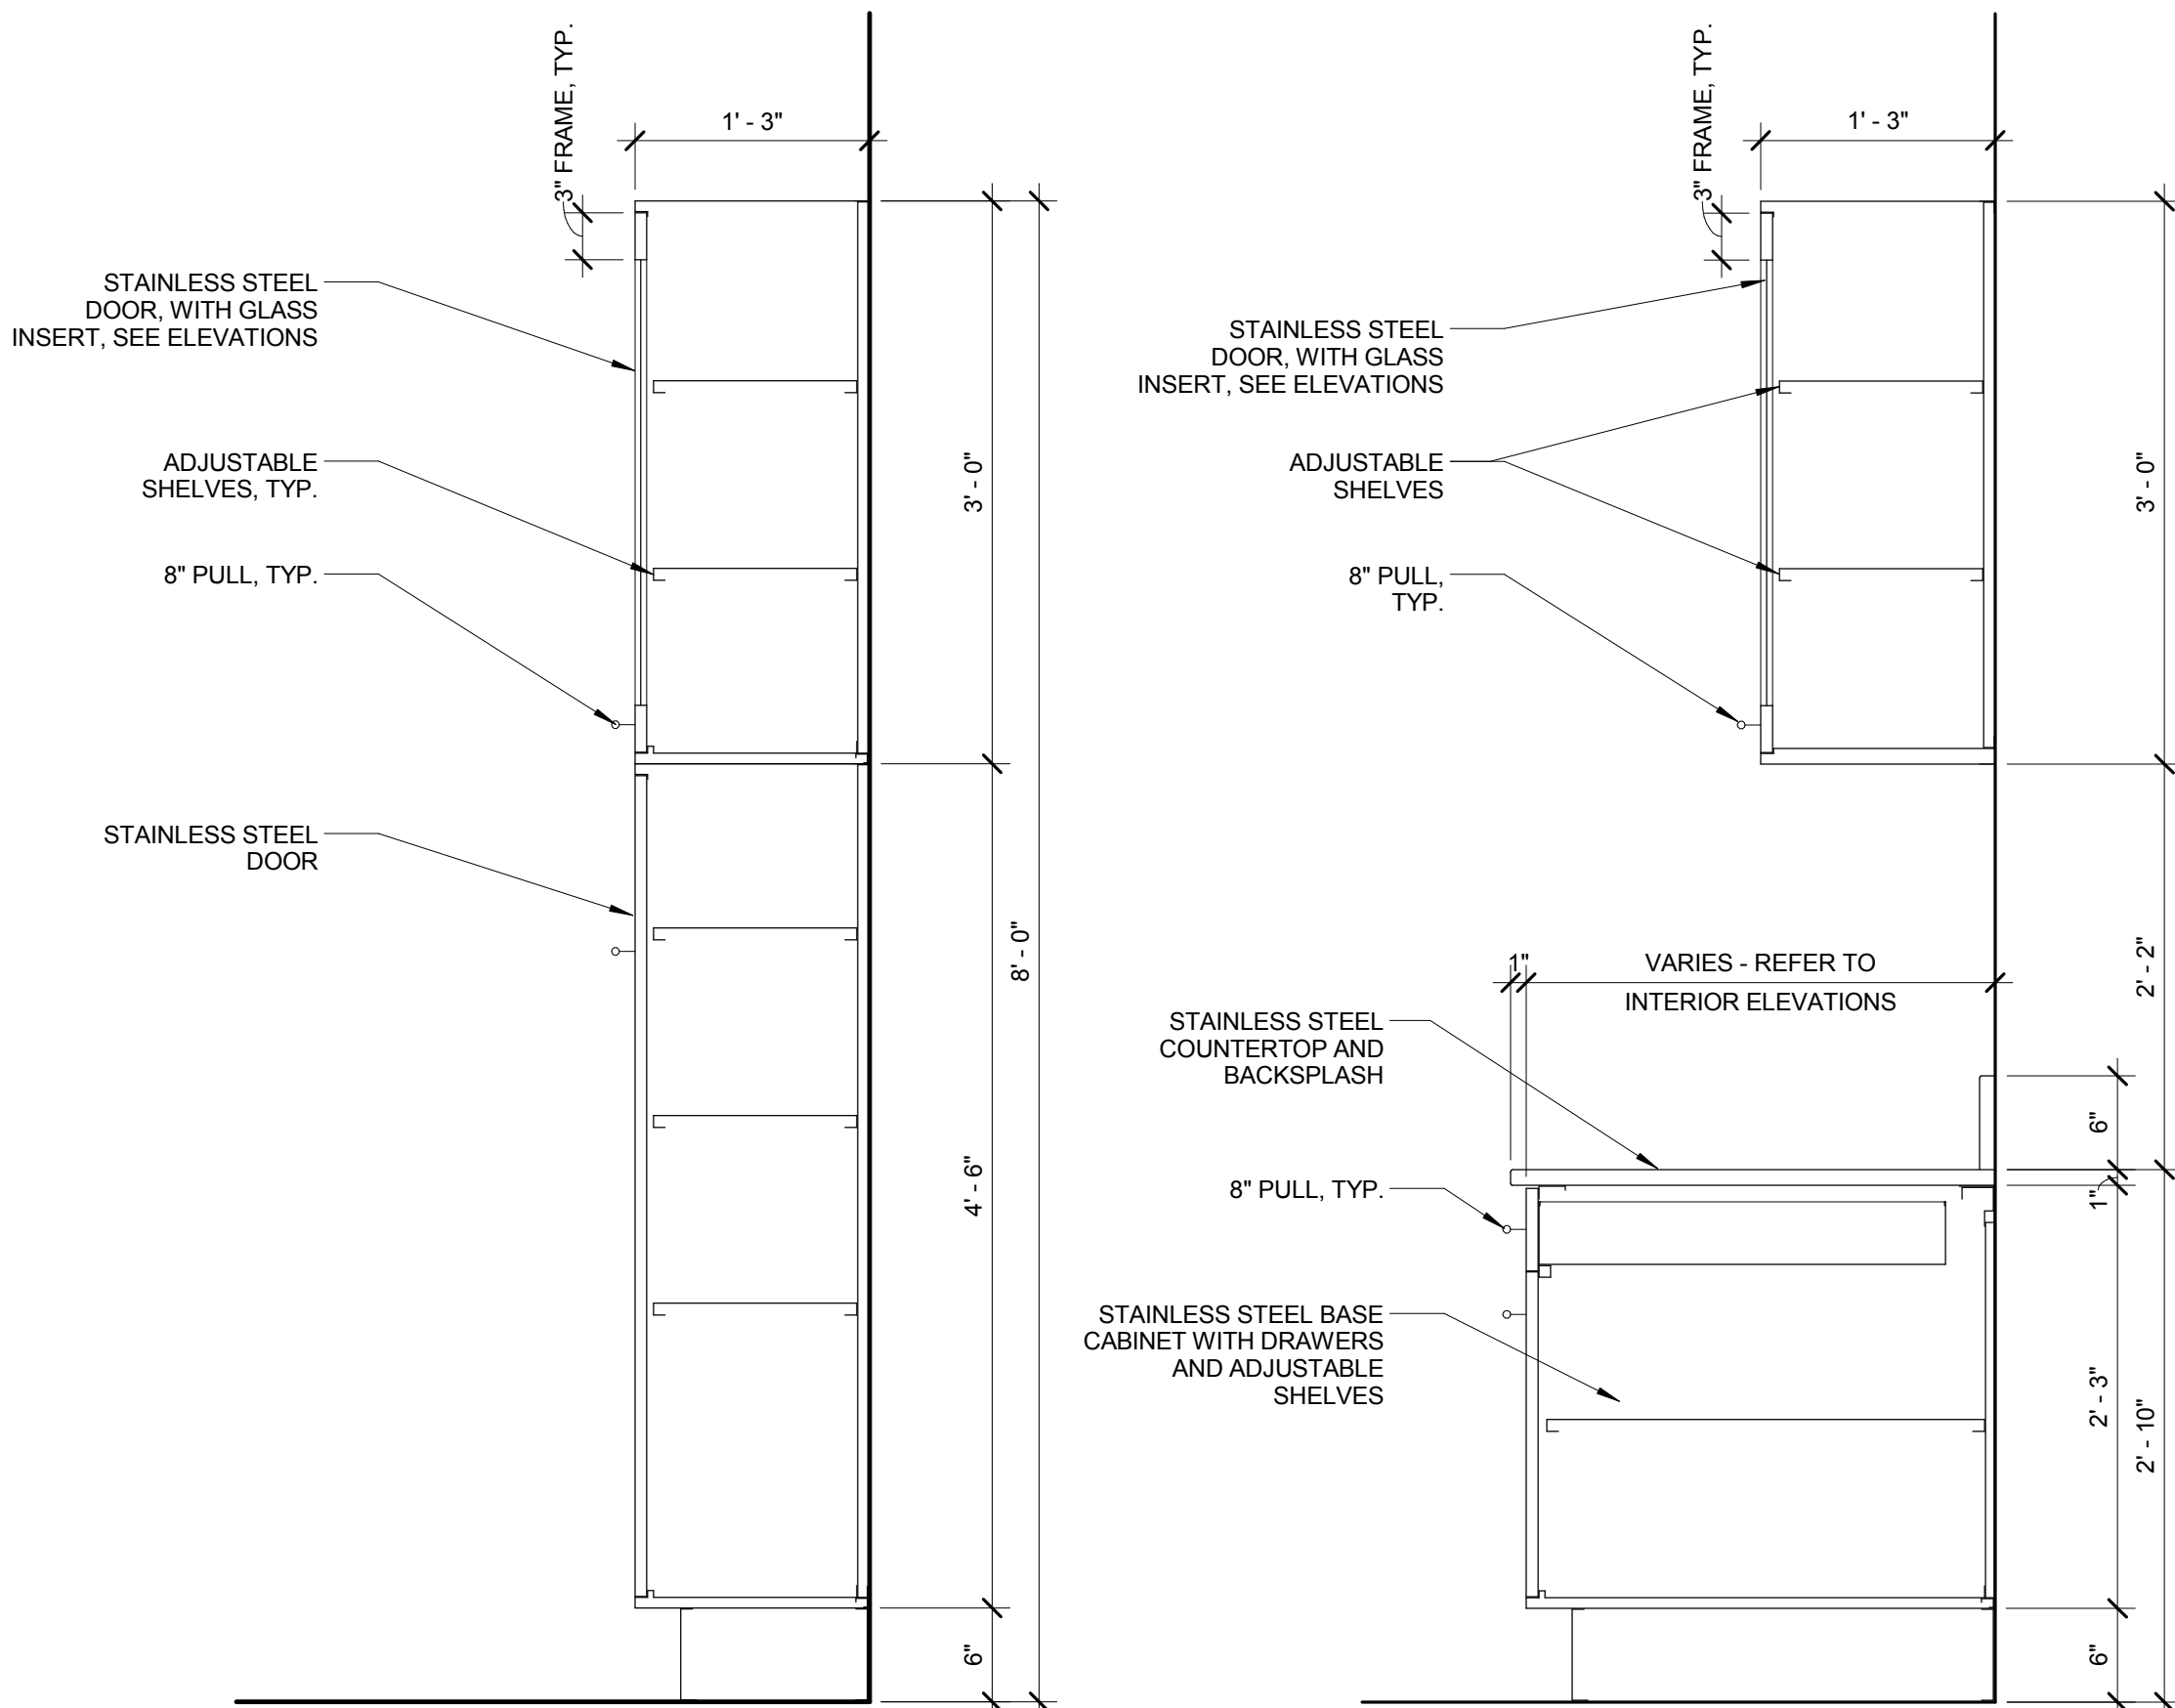 3" FRAME, TYP.
1' - 3"
STAINLESS STEEL
DOOR, WITH GLASS
INSERT, SEE ELEVATIONS
ADJUSTABLE
SHELVES, TYP.
8" PULL, TYP.
STAINLESS STEEL
DOOR
3' - 0"
4' - 6"
6"
8' - 0"
3" FRAME, TYP.
1' - 3"
STAINLESS STEEL
DOOR, WITH GLASS
INSERT, SEE ELEVATIONS
ADJUSTABLE
SHELVES
8" PULL,
TYP.
1"
VARIES - REFER TO
INTERIOR ELEVATIONS
STAINLESS STEEL
COUNTERTOP AND
BACKSPLASH
8" PULL, TYP.
STAINLESS STEEL BASE
CABINET WITH DRAWERS
AND ADJUSTABLE
SHELVES
6"
1"
2' - 3"
6"
3' - 0"
2' - 2"
2' - 10"